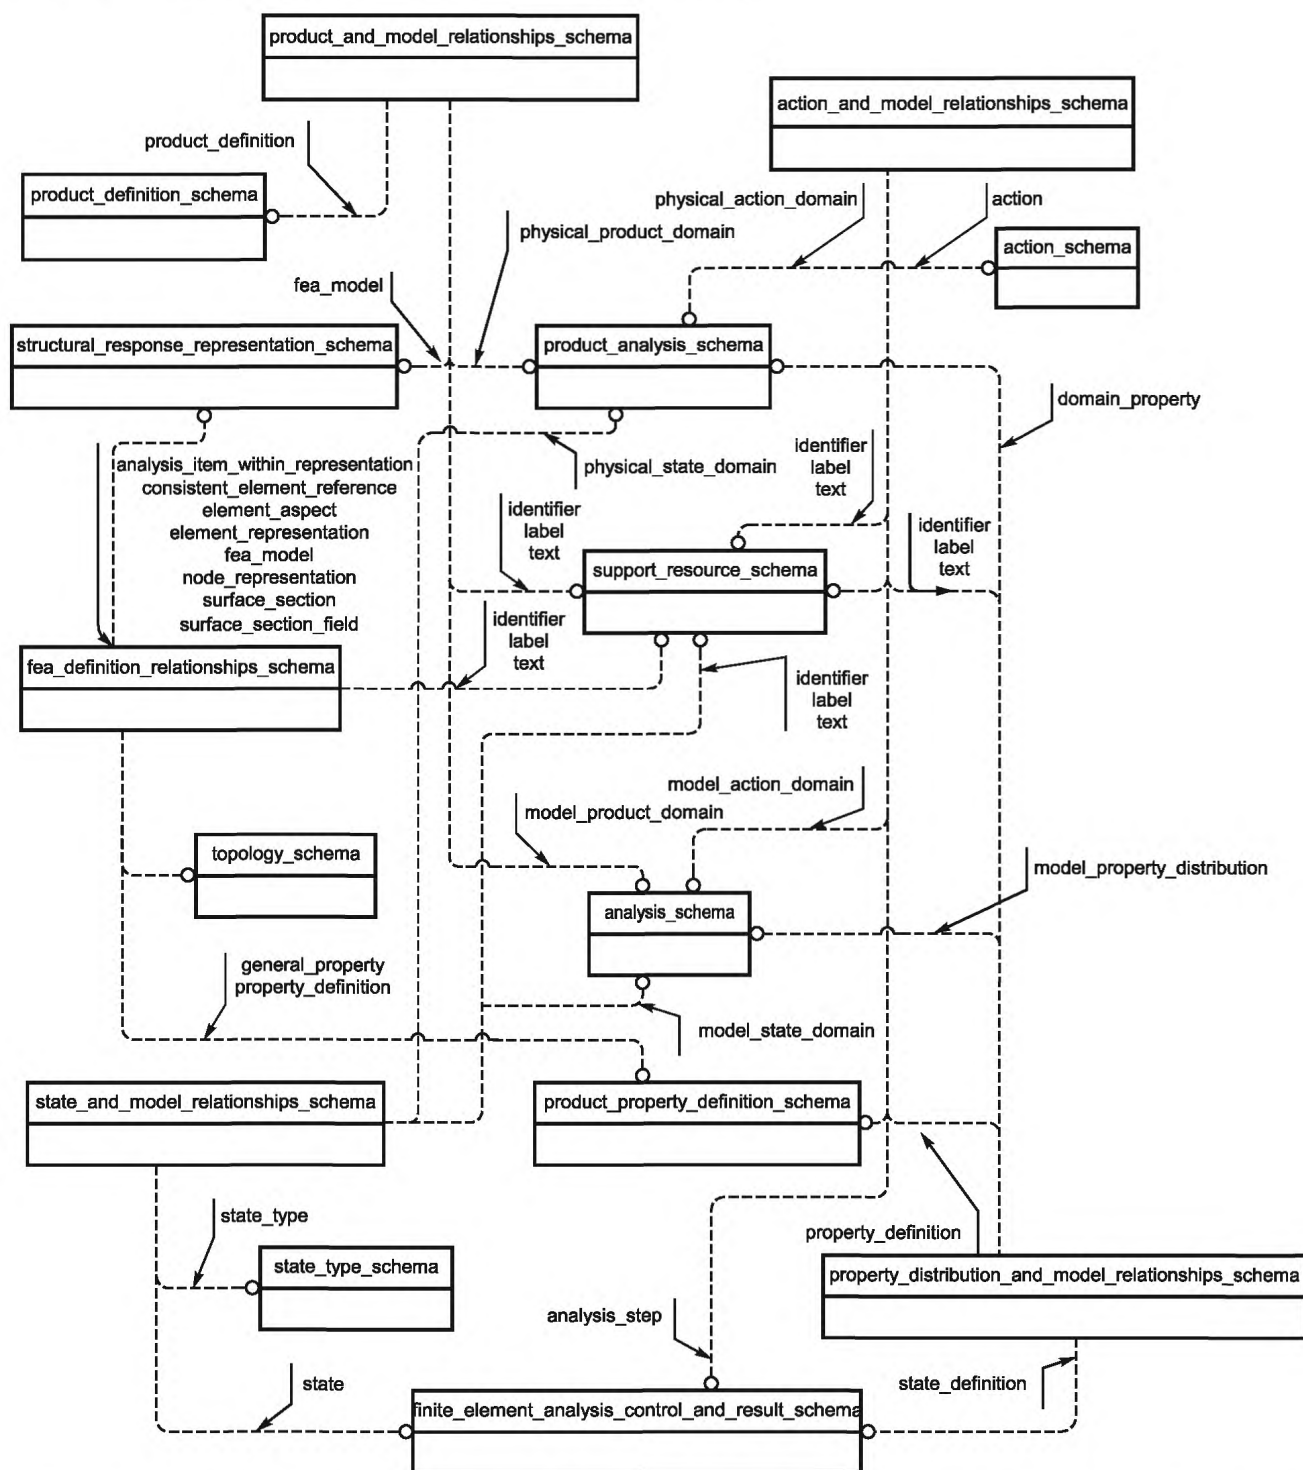 product_and_model_relationships_schema
action_and_model_relationships_schema
product_definition
product_definition_schema
physical_action_domain
action
physical_product_domain
action_schema
fea_model
structural_response_representation_schema
product_analysis_schema
domain_property
analysis_item_within_representation
consistent_element_reference
element_aspect
element_representation
fea_model
node_representation
surface_section
surface_section_field
physical_state_domain
identifier
label
text
identifier
label
text
identifier
label
text
support_resource_schema
identifier
label
text
fea_definition_relationships_schema
identifier
label
text
model_action_domain
model_product_domain
topology_schema
model_property_distribution
analysis_schema
general_property
property_definition
model_state_domain
state_and_model_relationships_schema
product_property_definition_schema
state_type
property_definition
state_type_schema
property_distribution_and_model_relationships_schema
analysis_step
state
state_definition
finite_element_analysis_control_and_result_schema